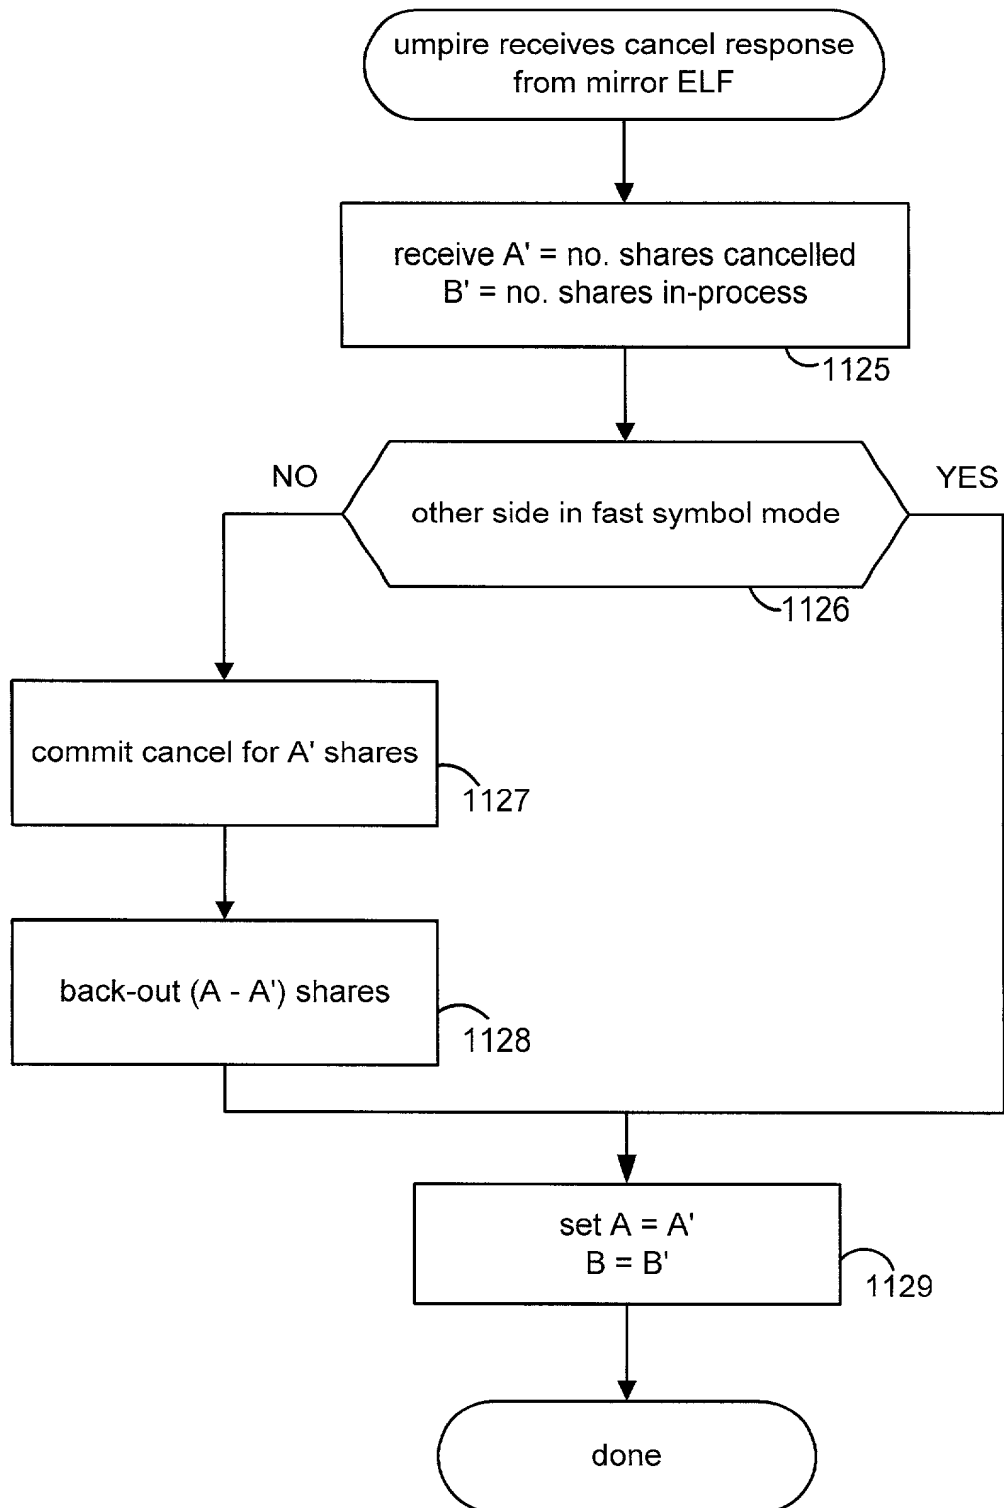 umpire receives cancel response
from mirror ELF
receive A' = no. shares cancelled
B' = no. shares in-process
1125
NO
YES
other side in fast symbol mode
1126
commit cancel for A' shares
1127
back-out (A - A') shares
1128
set A = A'
B = B'
1129
done